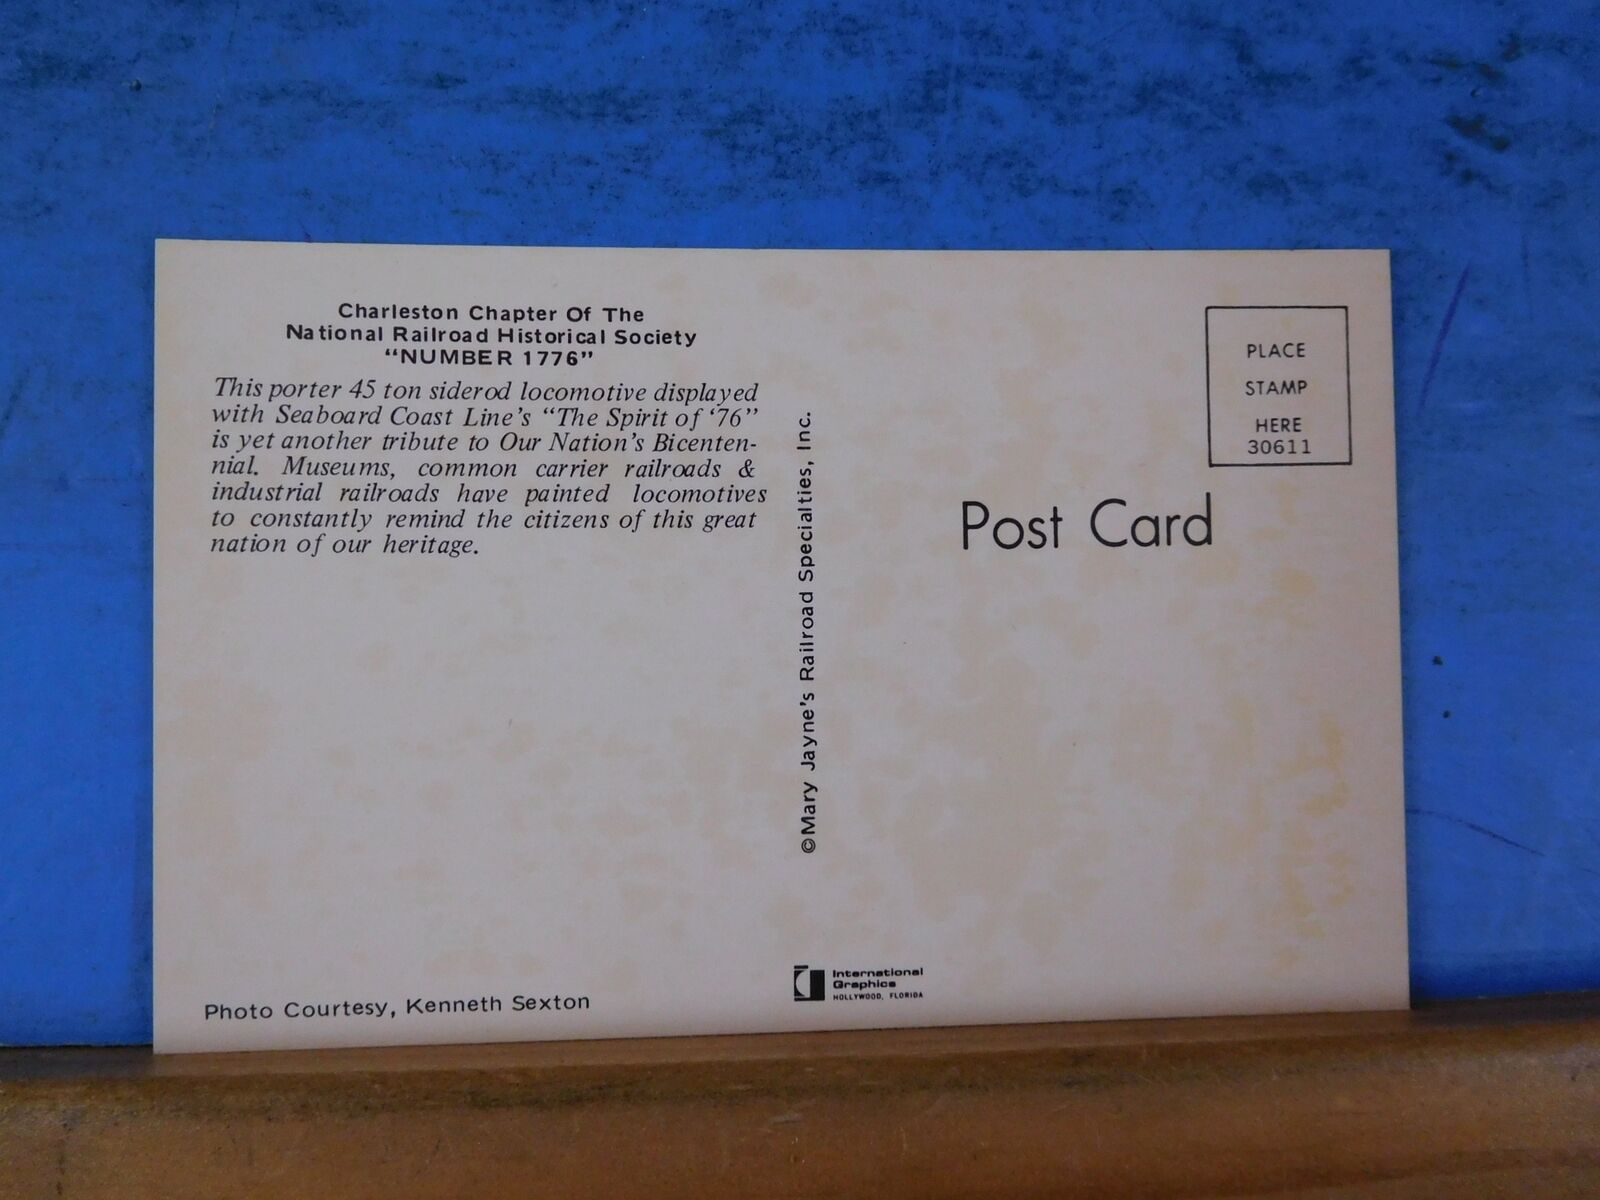 Charleston Chapter Of The
National Railroad Historical Society
“NUMBER 1776”
This porter 45 ton siderod locomotive displayed
with Seaboard Coast Line’s “The Spirit of ‘76”
is yet another tribute to Our Nation’s Bicenten-
nial. Museums, common carrier railroads &
industrial railroads have painted locomotives
to constantly remind the citizens of this great
nation of our heritage.
Photo Courtesy, Kenneth Sexton
©Mary Jayne’s Railroad Specialties, Inc.
International
Graphics
HOLLYWOOD, FLORIDA
PLACE
STAMP
HERE
30611
Post Card